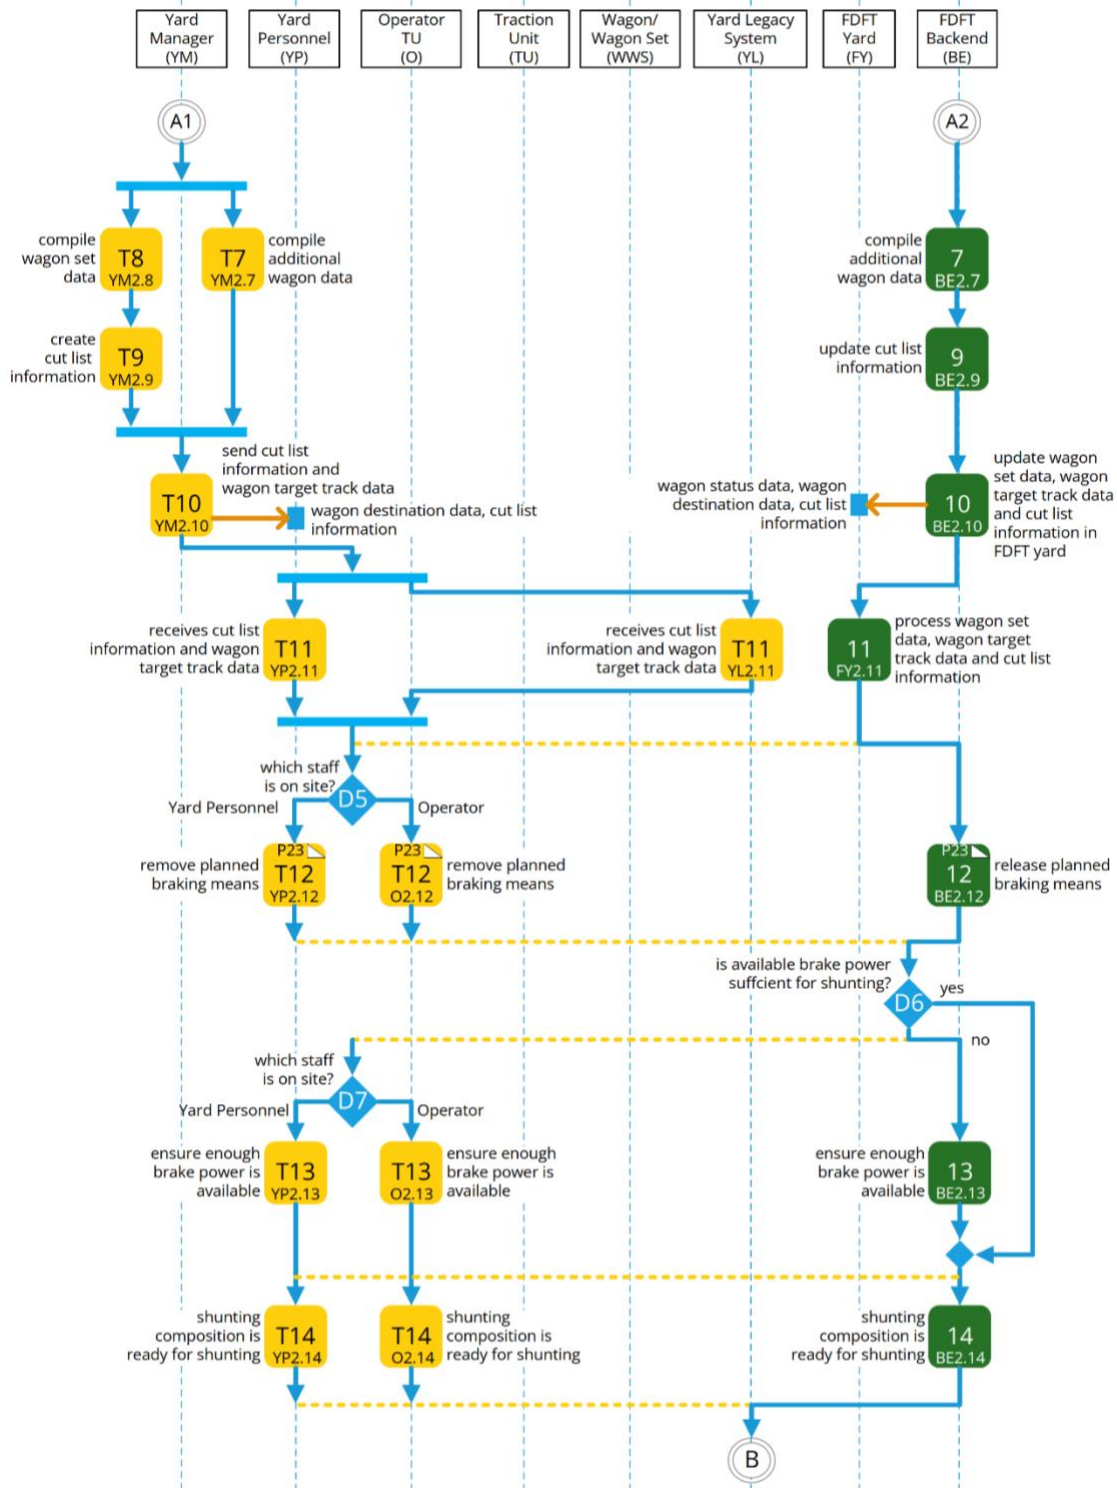 Yard
Manager
(YM)
Yard
Personnel
(YP)
Operator
TU
(O)
Traction
Unit
(TU)
Wagon/
Wagon Set
(WWS)
Yard Legacy
System
(YL)
FDFT
Yard
(FY)
FDFT
Backend
(BE)
A1
A2
compile
wagon set
data
T8
YM2.8
T7
YM2.7
compile
additional
wagon data
compile
additional
wagon data
7
BE2.7
create
cut list
information
T9
YM2.9
update cut list
information
9
BE2.9
send cut list
information and
wagon target track data
T10
YM2.10
wagon destination data, cut list
information
wagon status data, wagon
destination data, cut list
information
10
BE2.10
update wagon
set data, wagon
target track data
and cut list
information in
FDFT yard
receives cut list
information and wagon
target track data
T11
YP2.11
receives cut list
information and wagon
target track data
T11
YL2.11
11
FY2.11
process wagon set
data, wagon target
track data and cut list
information
which staff
is on site?
D5
Yard Personnel
Operator
remove planned
braking means
P23
T12
YP2.12
P23
T12
O2.12
remove planned
braking means
P23
12
BE2.12
release planned
braking means
is available brake power
suffcient for shunting?
D6
yes
no
which staff
is on site?
D7
Yard Personnel
Operator
ensure enough
brake power is
available
T13
YP2.13
T13
O2.13
ensure enough
brake power is
available
ensure enough
brake power is
available
13
BE2.13
shunting
composition is
ready for shunting
T14
YP2.14
T14
O2.14
shunting
composition is
ready for shunting
shunting
composition is
ready for shunting
14
BE2.14
B